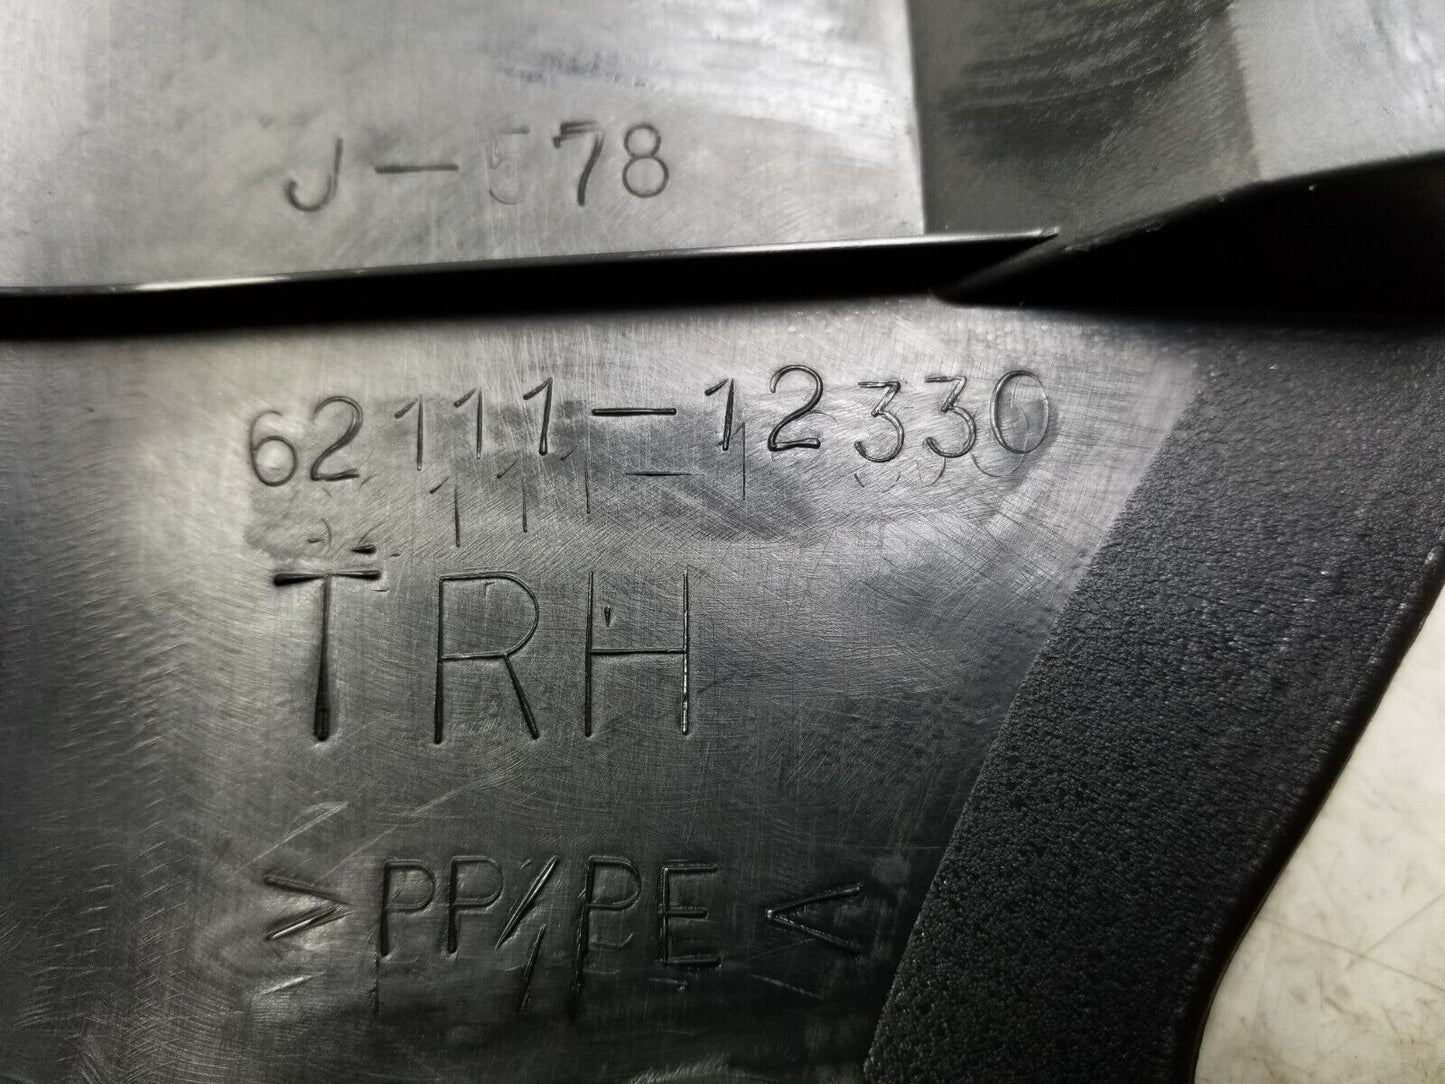 J-578
62111-12330
TRH
>PP/PE<